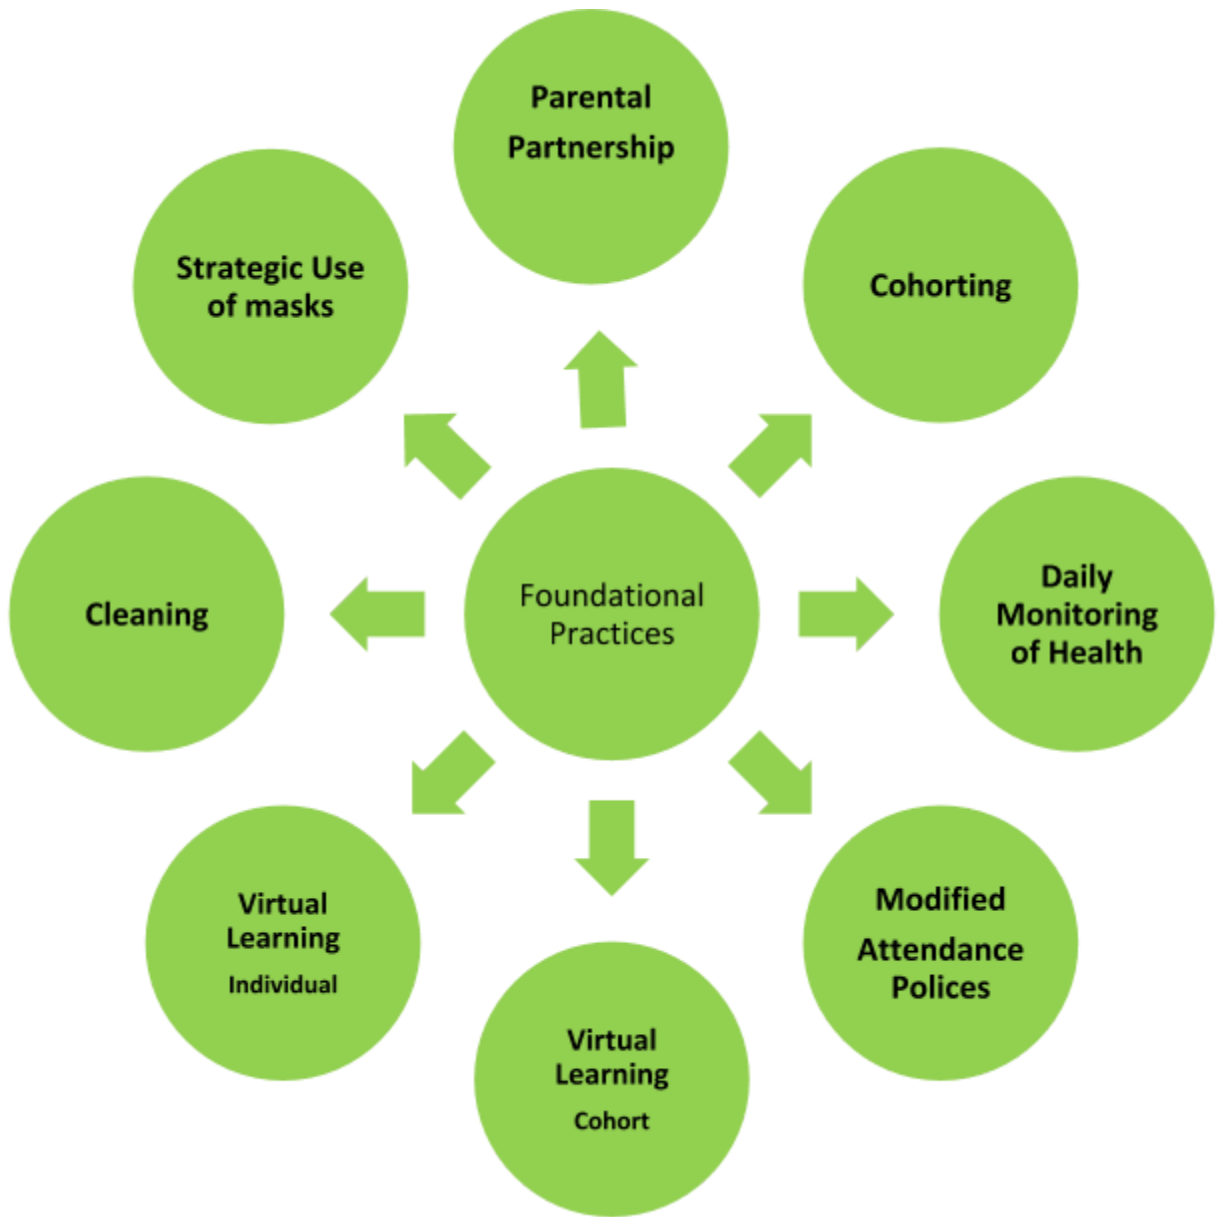 Parental
Partnership
Strategic Use
of masks
Cohorting
Cleaning
Foundational
Practices
Daily
Monitoring
of Health
Virtual
Learning
Individual
Modified
Attendance
Polices
Virtual
Learning
Cohort